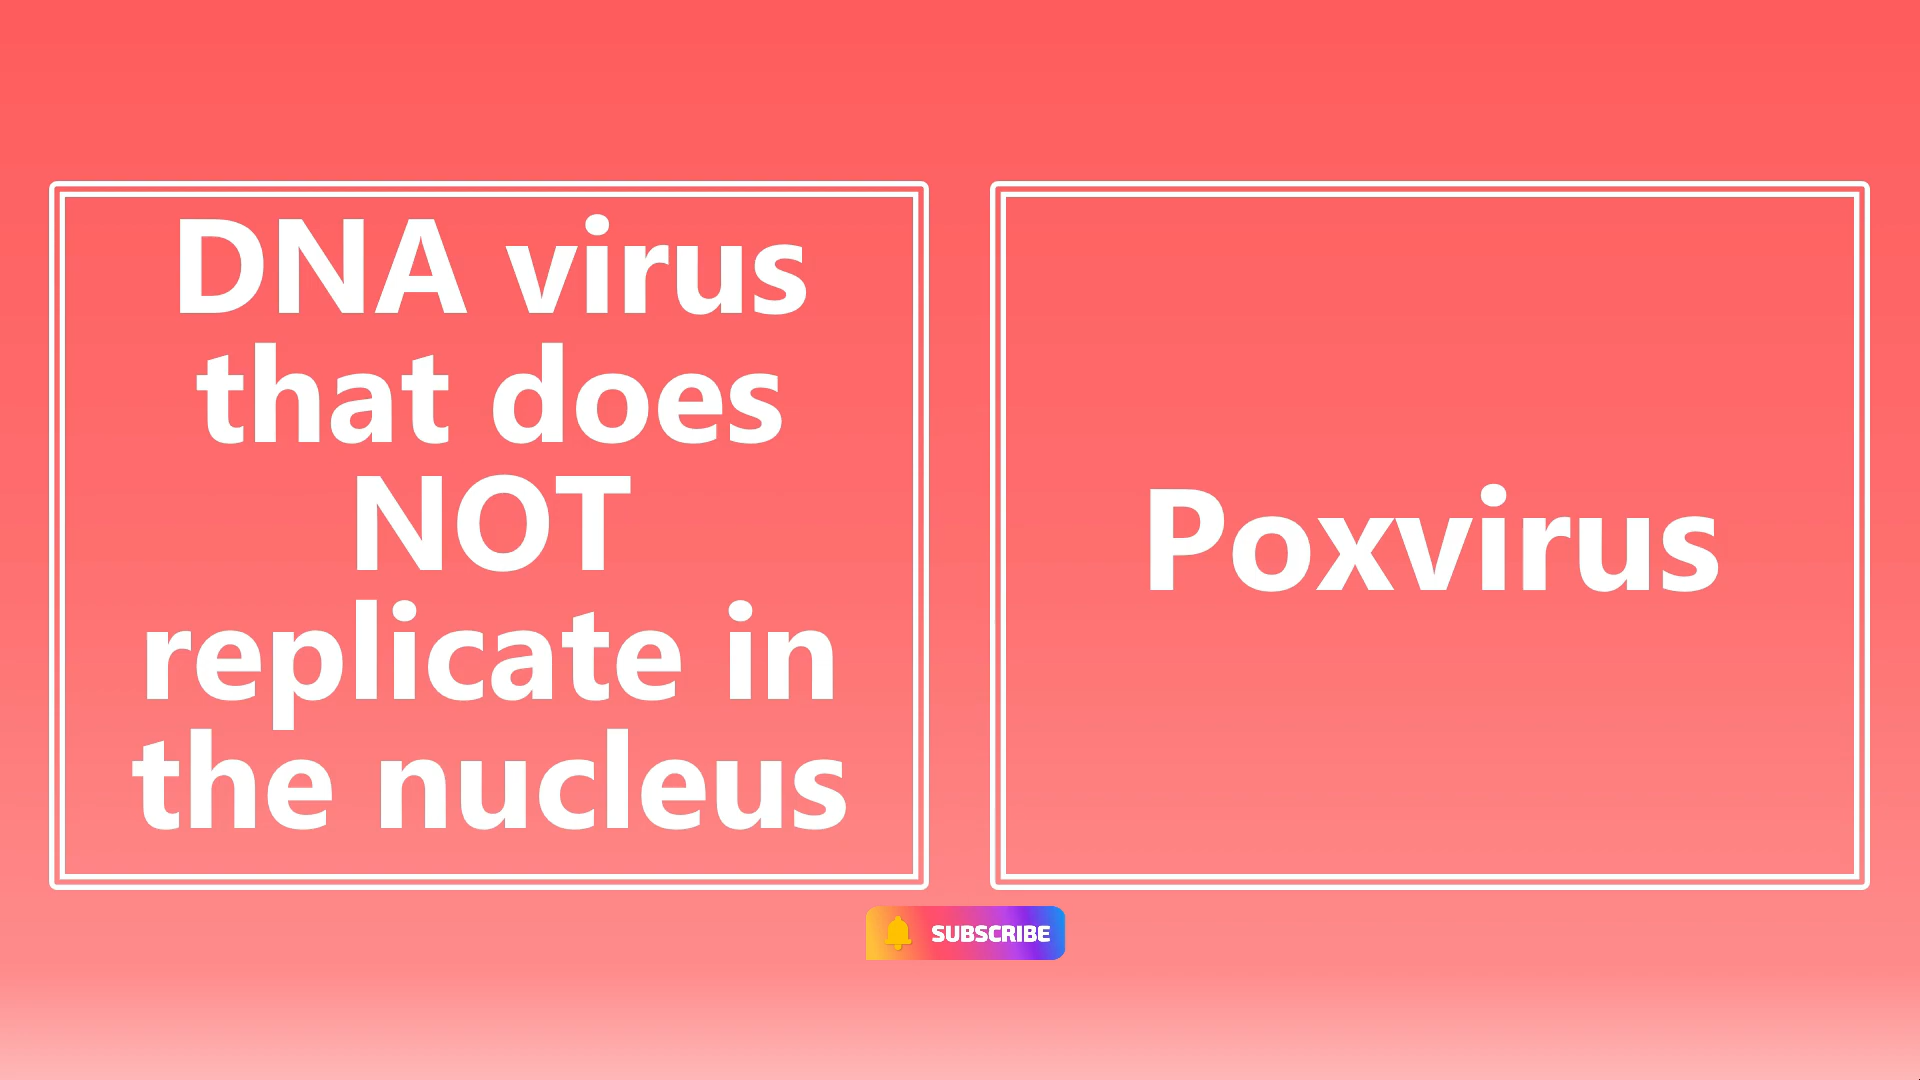 DNA virus
that does
NOT
replicate in
the nucleus
Poxvirus
SUBSCRIBE